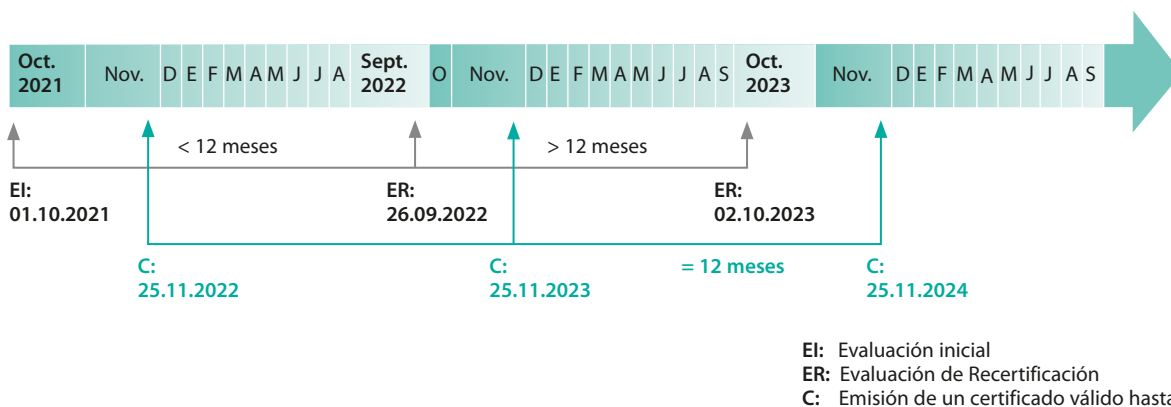 Oct. 2021 Nov. D E F M A M J J A Sept. 2022 O Nov. D E F M A M J J A S Oct. 2023 Nov. D E F M A M J J A S
< 12 meses > 12 meses
EI: ER: ER:
01.10.2021 26.09.2022 02.10.2023
C: C: = 12 meses C:
25.11.2022 25.11.2023 25.11.2024
EI: Evaluación inicial
ER: Evaluación de Recertificación
C: Emisión de un certificado válido hasta